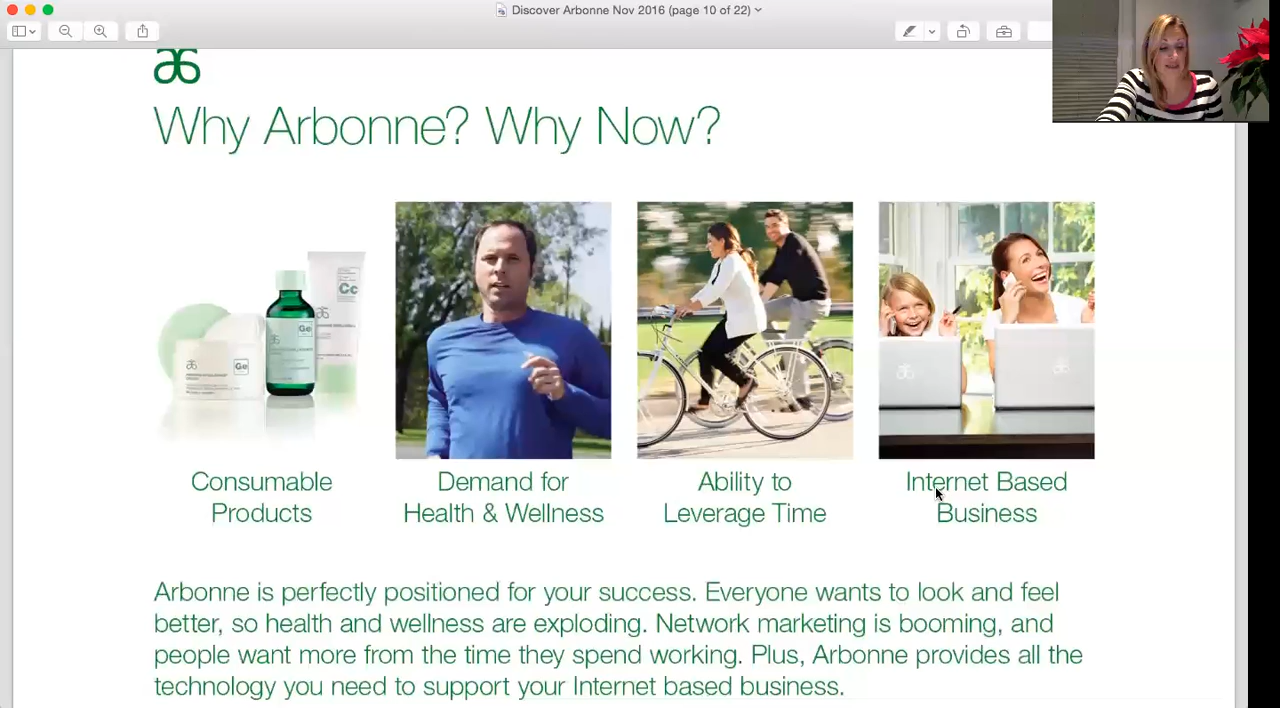 Discover Arbonne Nov 2016 (page 10 of 22)
Why Arbonne? Why Now?
Cc
Ge
Ge
Consumable
Products
Demand for
Health & Wellness
Ability to
Leverage Time
Internet Based
Business
Arbonne is perfectly positioned for your success. Everyone wants to look and feel
better, so health and wellness are exploding. Network marketing is booming, and
people want more from the time they spend working. Plus, Arbonne provides all the
technology you need to support your Internet based business.